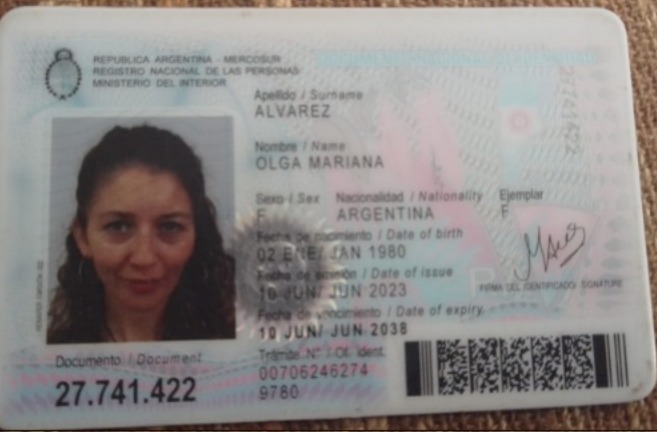 REPUBLICA ARGENTINA - MERCOSUR
REGISTRO NACIONAL DE LAS PERSONAS
MINISTERIO DEL INTERIOR
Apellido / Surname
ALVAREZ
Nombre / Name
OLGA MARIANA
Sexo / Sex Nacionalidad / Nationality Ejemplar
F ARGENTINA F
Fecha de nacimiento / Date of birth
02 ENE/ JAN 1980
Fecha de emisión / Date of issue
10 JUN/ JUN 2023
Fecha de vencimiento / Date of expiry
10 JUN/ JUN 2038
FIRMA DEL IDENTIFICADO/ SIGNATURE
Documento / Document
27.741.422
Trámite N° / Of. ident.
00706246274
9780